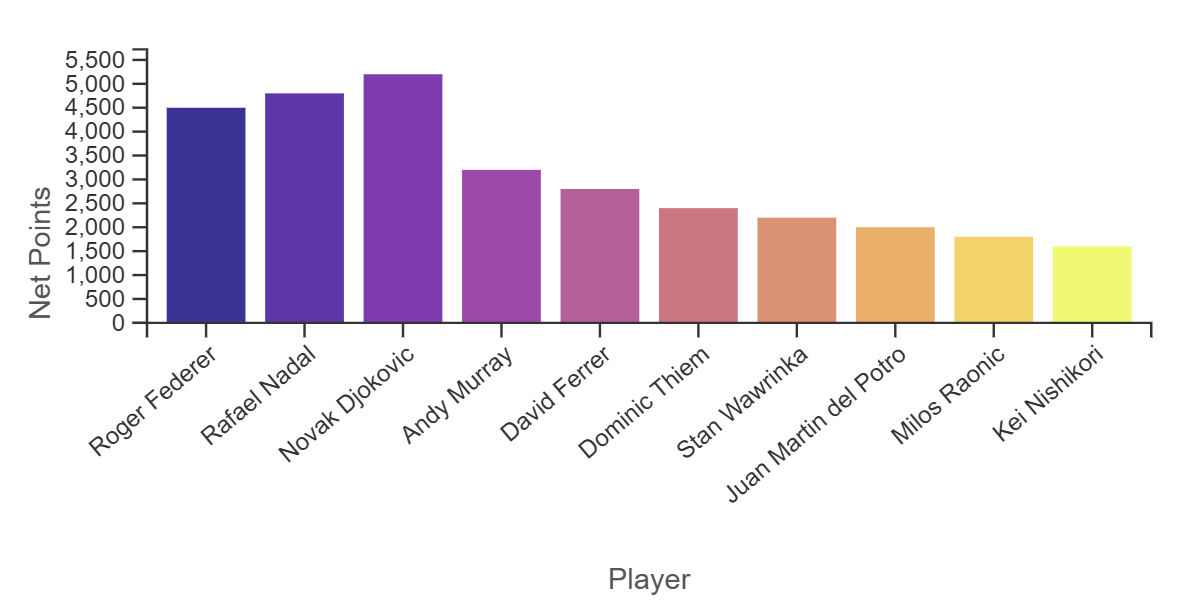 5,500
5,000
4,500
4,000
3,500
3,000
2,500
2,000
1,500
1,000
500
0
Net Points
Roger Federer
Rafael Nadal
Novak Djokovic
Andy Murray
David Ferrer
Dominic Thiem
Stan Wawrinka
Juan Martin del Potro
Milos Raonic
Kei Nishikori
Player